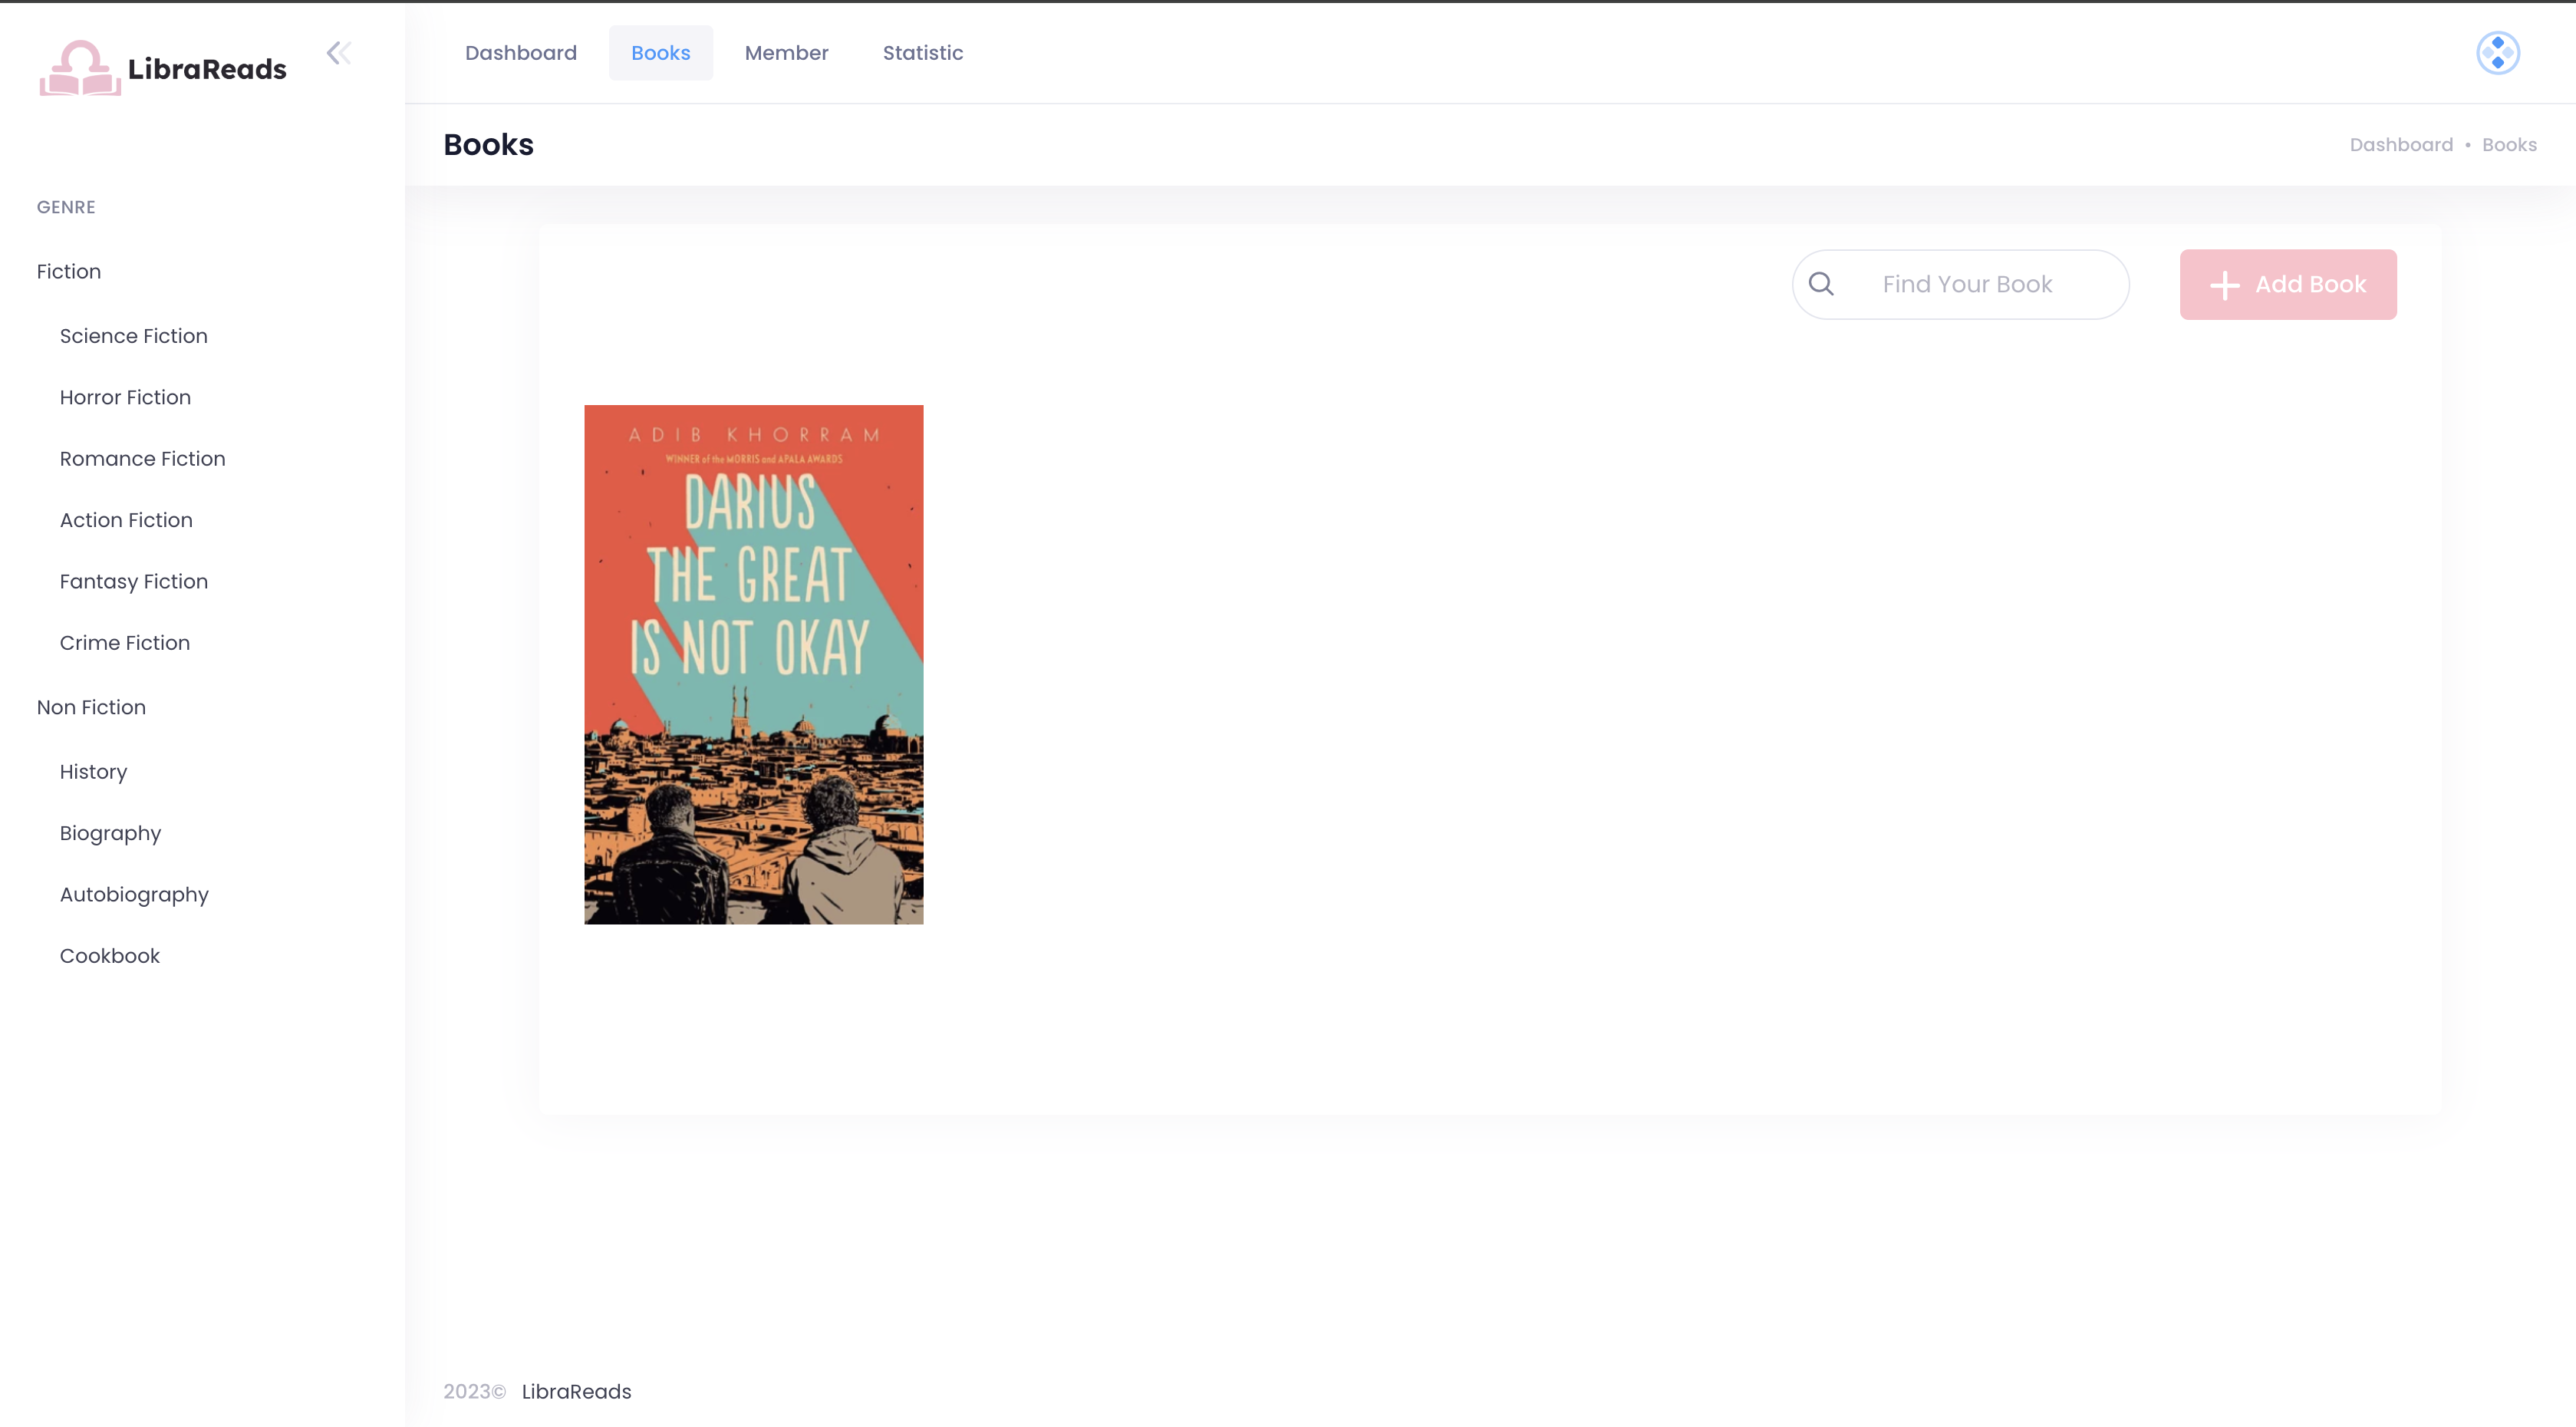 LibraReads
Dashboard
Books
Member
Statistic
Books
Dashboard • Books
GENRE
Fiction
Science Fiction
Horror Fiction
Romance Fiction
Action Fiction
Fantasy Fiction
Crime Fiction
Non Fiction
History
Biography
Autobiography
Cookbook
Find Your Book
Add Book
ADIB KHORRAM
WINNER of the MORRIS and APALA AWARDS
DARIUS
THE GREAT
IS NOT OKAY
2023© LibraReads